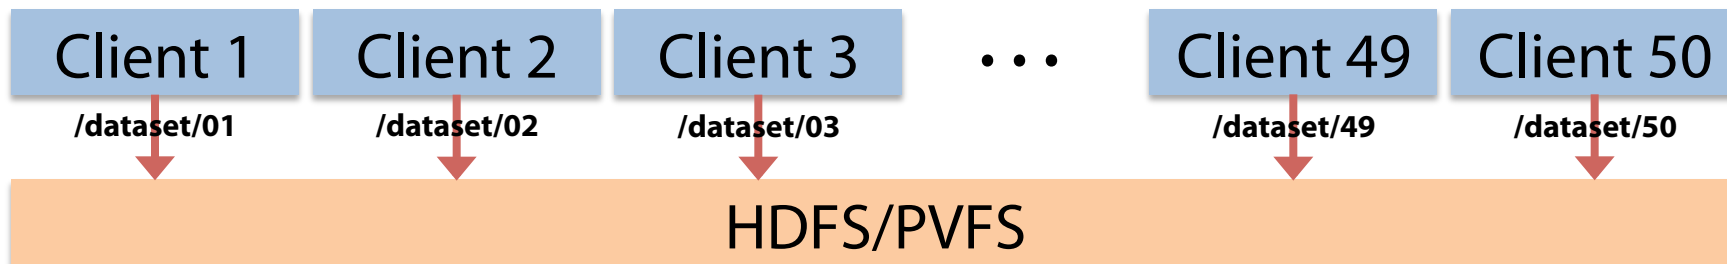 Client 1 Client 2 Client 3 ... Client 49 Client 50
/dataset/01 /dataset/02 /dataset/03 /dataset/49 /dataset/50
HDFS/PVFS